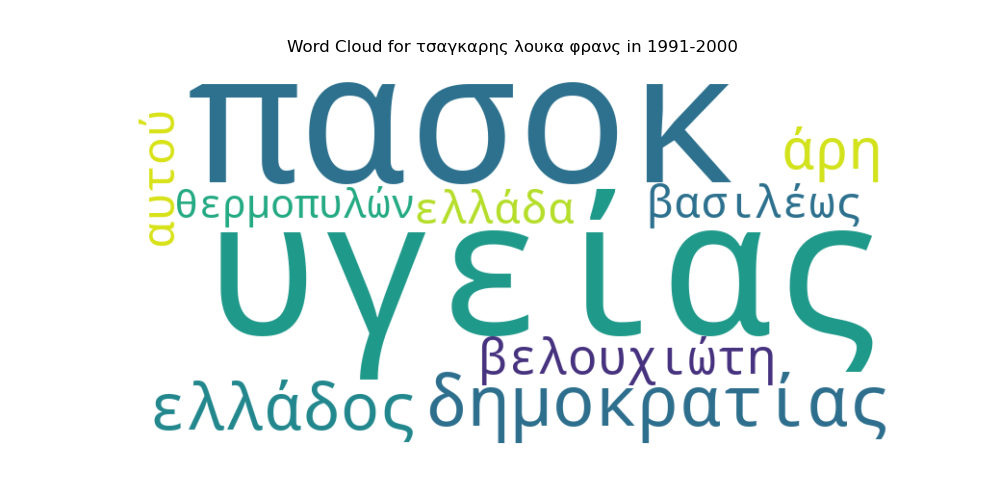 Word Cloud for τσαγκαρης λουκα φρανς in 1991-2000
πασοκ
αυτού
άρη
θερμοπυλών
ελλάδα
βασιλέως
υγείας
βελουχιώτη
ελλάδος
δημοκρατίας